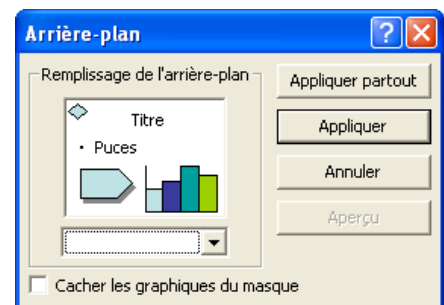 Arrière-plan
Remplissage de l'arrière-plan
Titre
• Puces
Appliquer partout
Appliquer
Annuler
Aperçu
Cacher les graphiques du masque